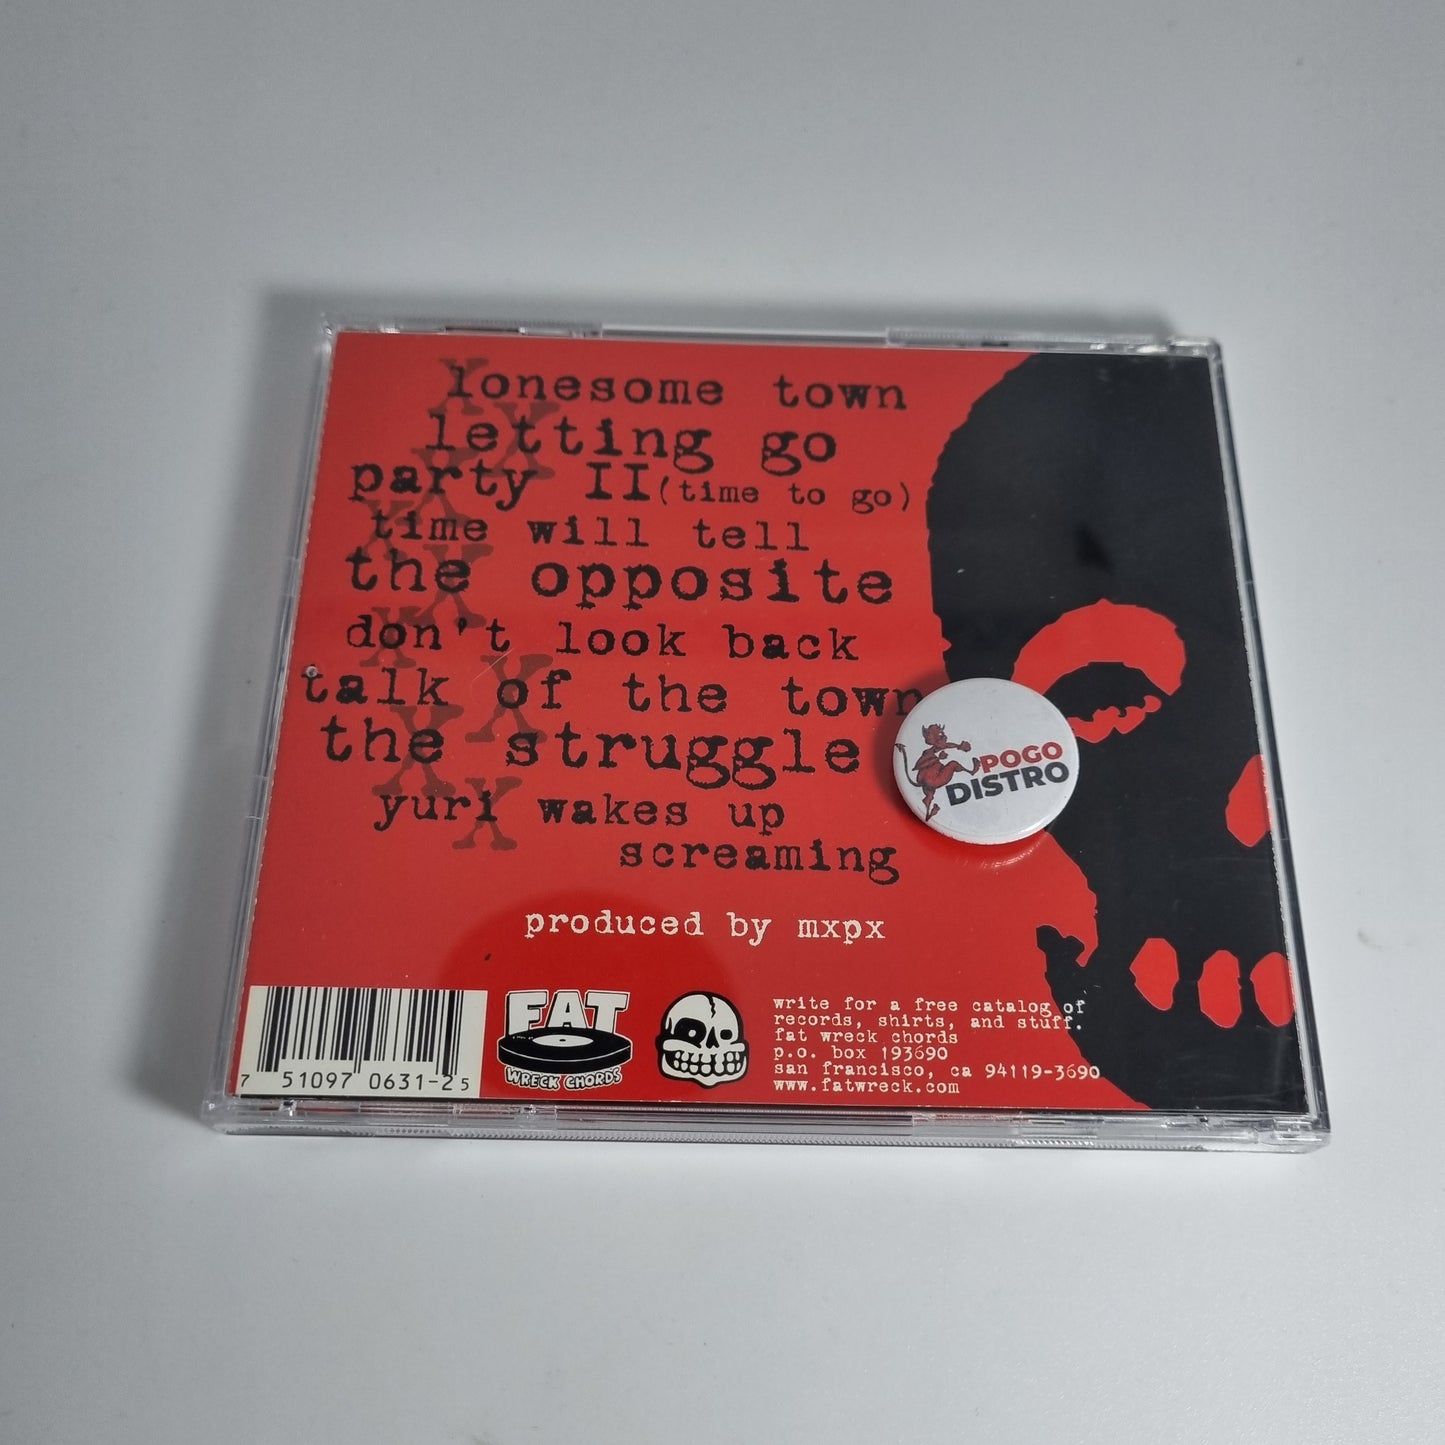 lonesome town
letting go
party II (time to go)
time will tell
the opposite
don't look back
talk of the town
the struggle
yuri wakes up
screaming
POGO
DISTRO
produced by mxpx
7 51097 0631-2 5
FAT
WRECK CHORDS
write for a free catalog of
records, shirts, and stuff.
fat wreck chords
p.o. box 193690
san francisco, ca 94119-3690
www.fatwreck.com